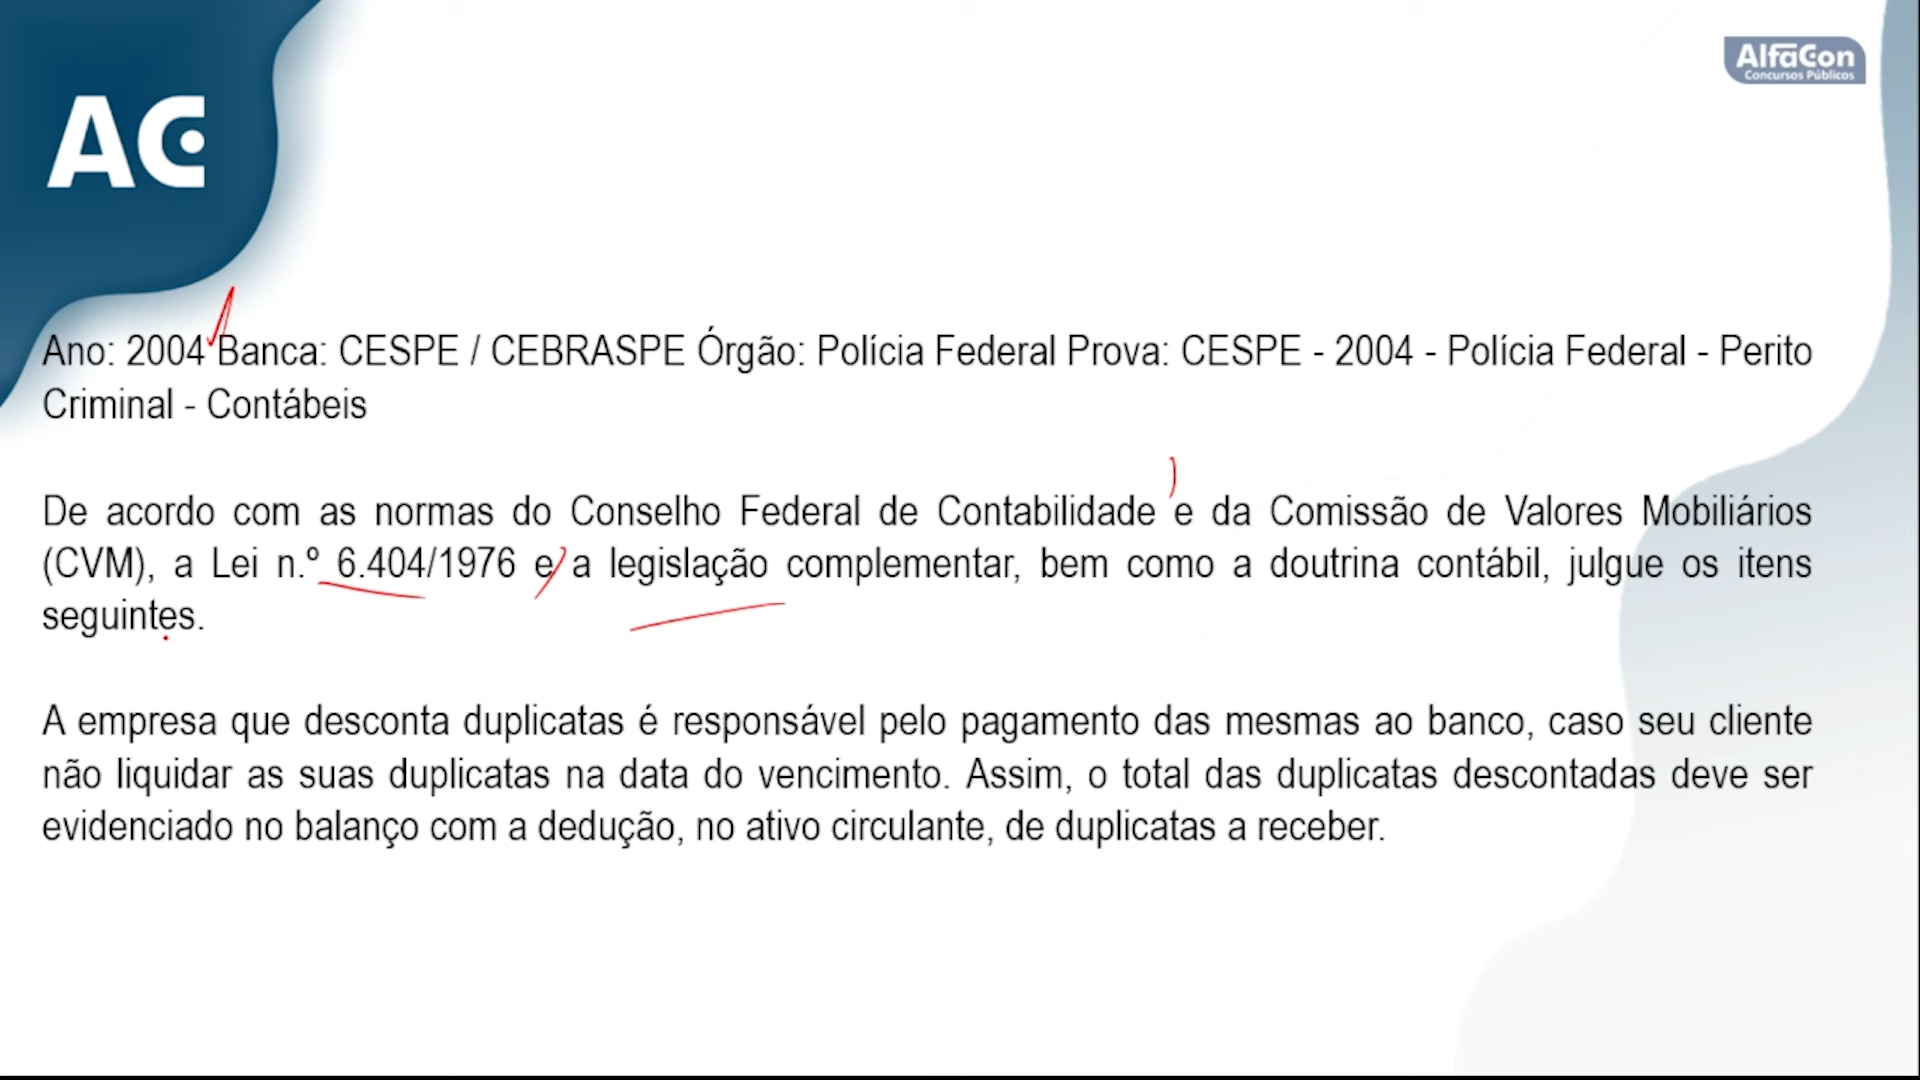 AlfaCon
Concursos Públicos
AC
Ano: 2004 Banca: CESPE / CEBRASPE Órgão: Polícia Federal Prova: CESPE - 2004 - Polícia Federal - Perito
Criminal - Contábeis
De acordo com as normas do Conselho Federal de Contabilidade e da Comissão de Valores Mobiliários
(CVM), a Lei n.º 6.404/1976 e a legislação complementar, bem como a doutrina contábil, julgue os itens
seguintes.
A empresa que desconta duplicatas é responsável pelo pagamento das mesmas ao banco, caso seu cliente
não liquidar as suas duplicatas na data do vencimento. Assim, o total das duplicatas descontadas deve ser
evidenciado no balanço com a dedução, no ativo circulante, de duplicatas a receber.